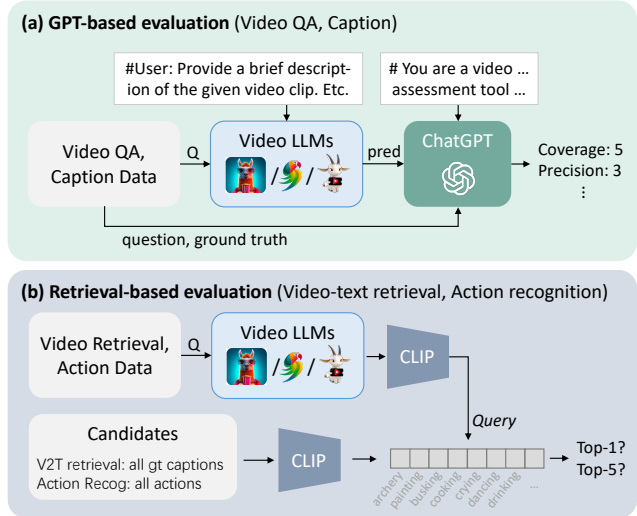 (a) GPT-based evaluation (Video QA, Caption)
#User: Provide a brief descript-
ion of the given video clip. Etc.
# You are a video ...
assessment tool ...
Video QA,
Caption Data
Q
Video LLMs
/ /
pred
ChatGPT
Coverage: 5
Precision: 3
⋮
question, ground truth
(b) Retrieval-based evaluation (Video-text retrieval, Action recognition)
Video Retrieval,
Action Data
Q
Video LLMs
/ /
CLIP
Query
Candidates
V2T retrieval: all gt captions
Action Recog: all actions
CLIP
archery
painting
busking
cooking
crying
dancing
drinking
...
Top-1?
Top-5?